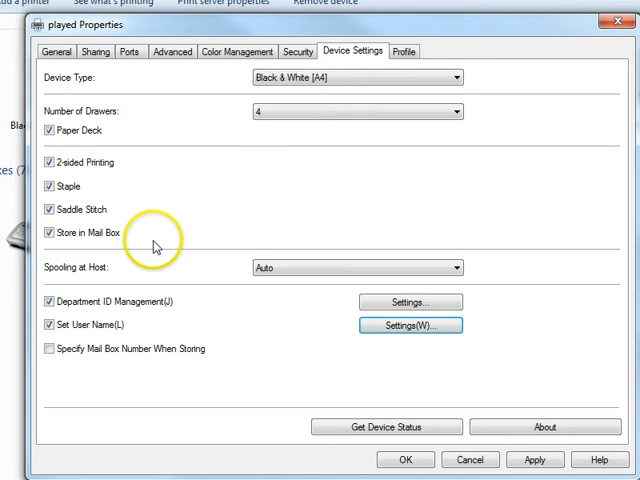 dd a printer See what's printing Print server properties Remove device
played Properties
General Sharing Ports Advanced Color Management Security Device Settings Profile
Device Type: Black & White [A4]
Number of Drawers: 4
Blac
Paper Deck
2-sided Printing
xes (7
Staple
Saddle Stitch
Store in Mail Box
Spooling at Host: Auto
Department ID Management(J) Settings...
Set User Name(L) Settings(W)...
Specify Mail Box Number When Storing
Get Device Status About
OK Cancel Apply Help